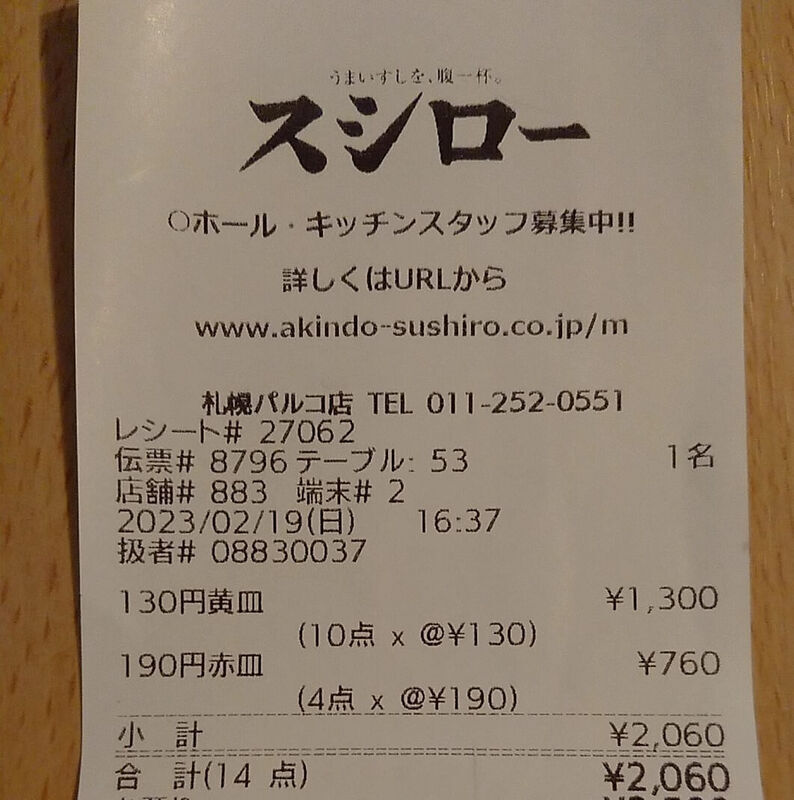 うまいすしを、腹一杯。
スシロー
○ホール・キッチンスタッフ募集中!!
詳しくはURLから
www.akindo-sushiro.co.jp/m
札幌パルコ店 TEL 011-252-0551
レシート# 27062
伝票# 8796 テーブル: 53 1名
店舗# 883 端末# 2
2023/02/19(日) 16:37
扱者# 08830037
130円黄皿 ¥1,300
(10点 x @¥130)
190円赤皿 ¥760
(4点 x @¥190)
小 計 ¥2,060
合 計(14 点) ¥2,060